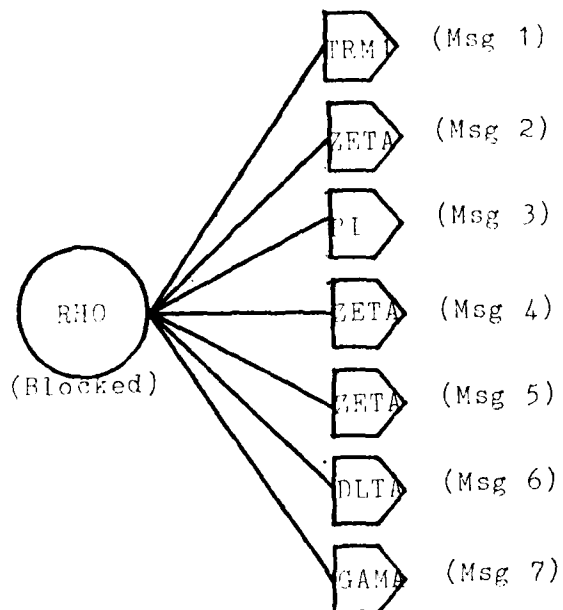 TRM1 (Msg 1)
ZETA (Msg 2)
PI (Msg 3)
RHO
ZETA (Msg 4)
(Blocked)
ZETA (Msg 5)
DLTA (Msg 6)
GAMA (Msg 7)